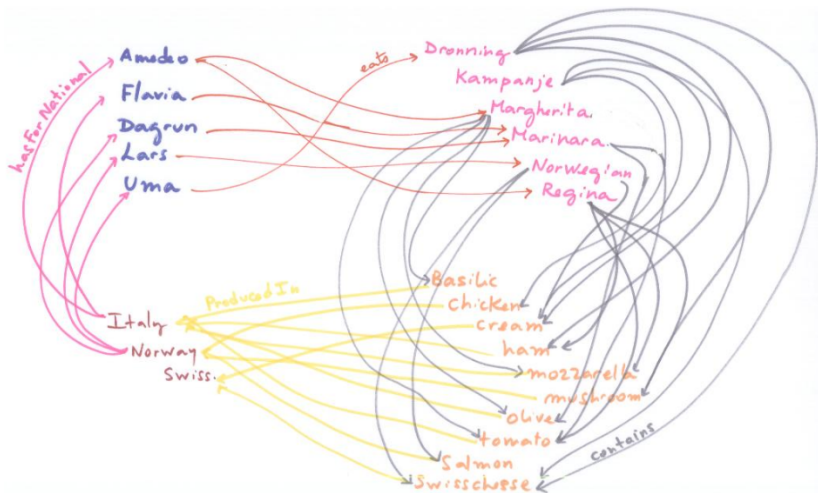 Amedeo
Flavia
Dagrun
Lars
Uma
hasForNational
eats
Dronning
Kampanje
Margherita
Marinara
Norwegian
Regina
ProducedIn
Italy
Norway
Swiss
Basilic
Chicken
cream
ham
mozzarella
mushroom
olive
tomato
Salmon
Swisscheese
contains